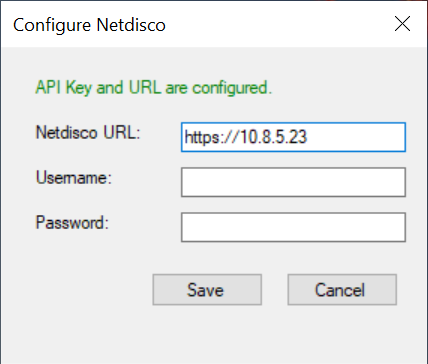 Configure Netdisco
API Key and URL are configured.
Netdisco URL: https://10.8.5.23
Username:
Password:
Save Cancel